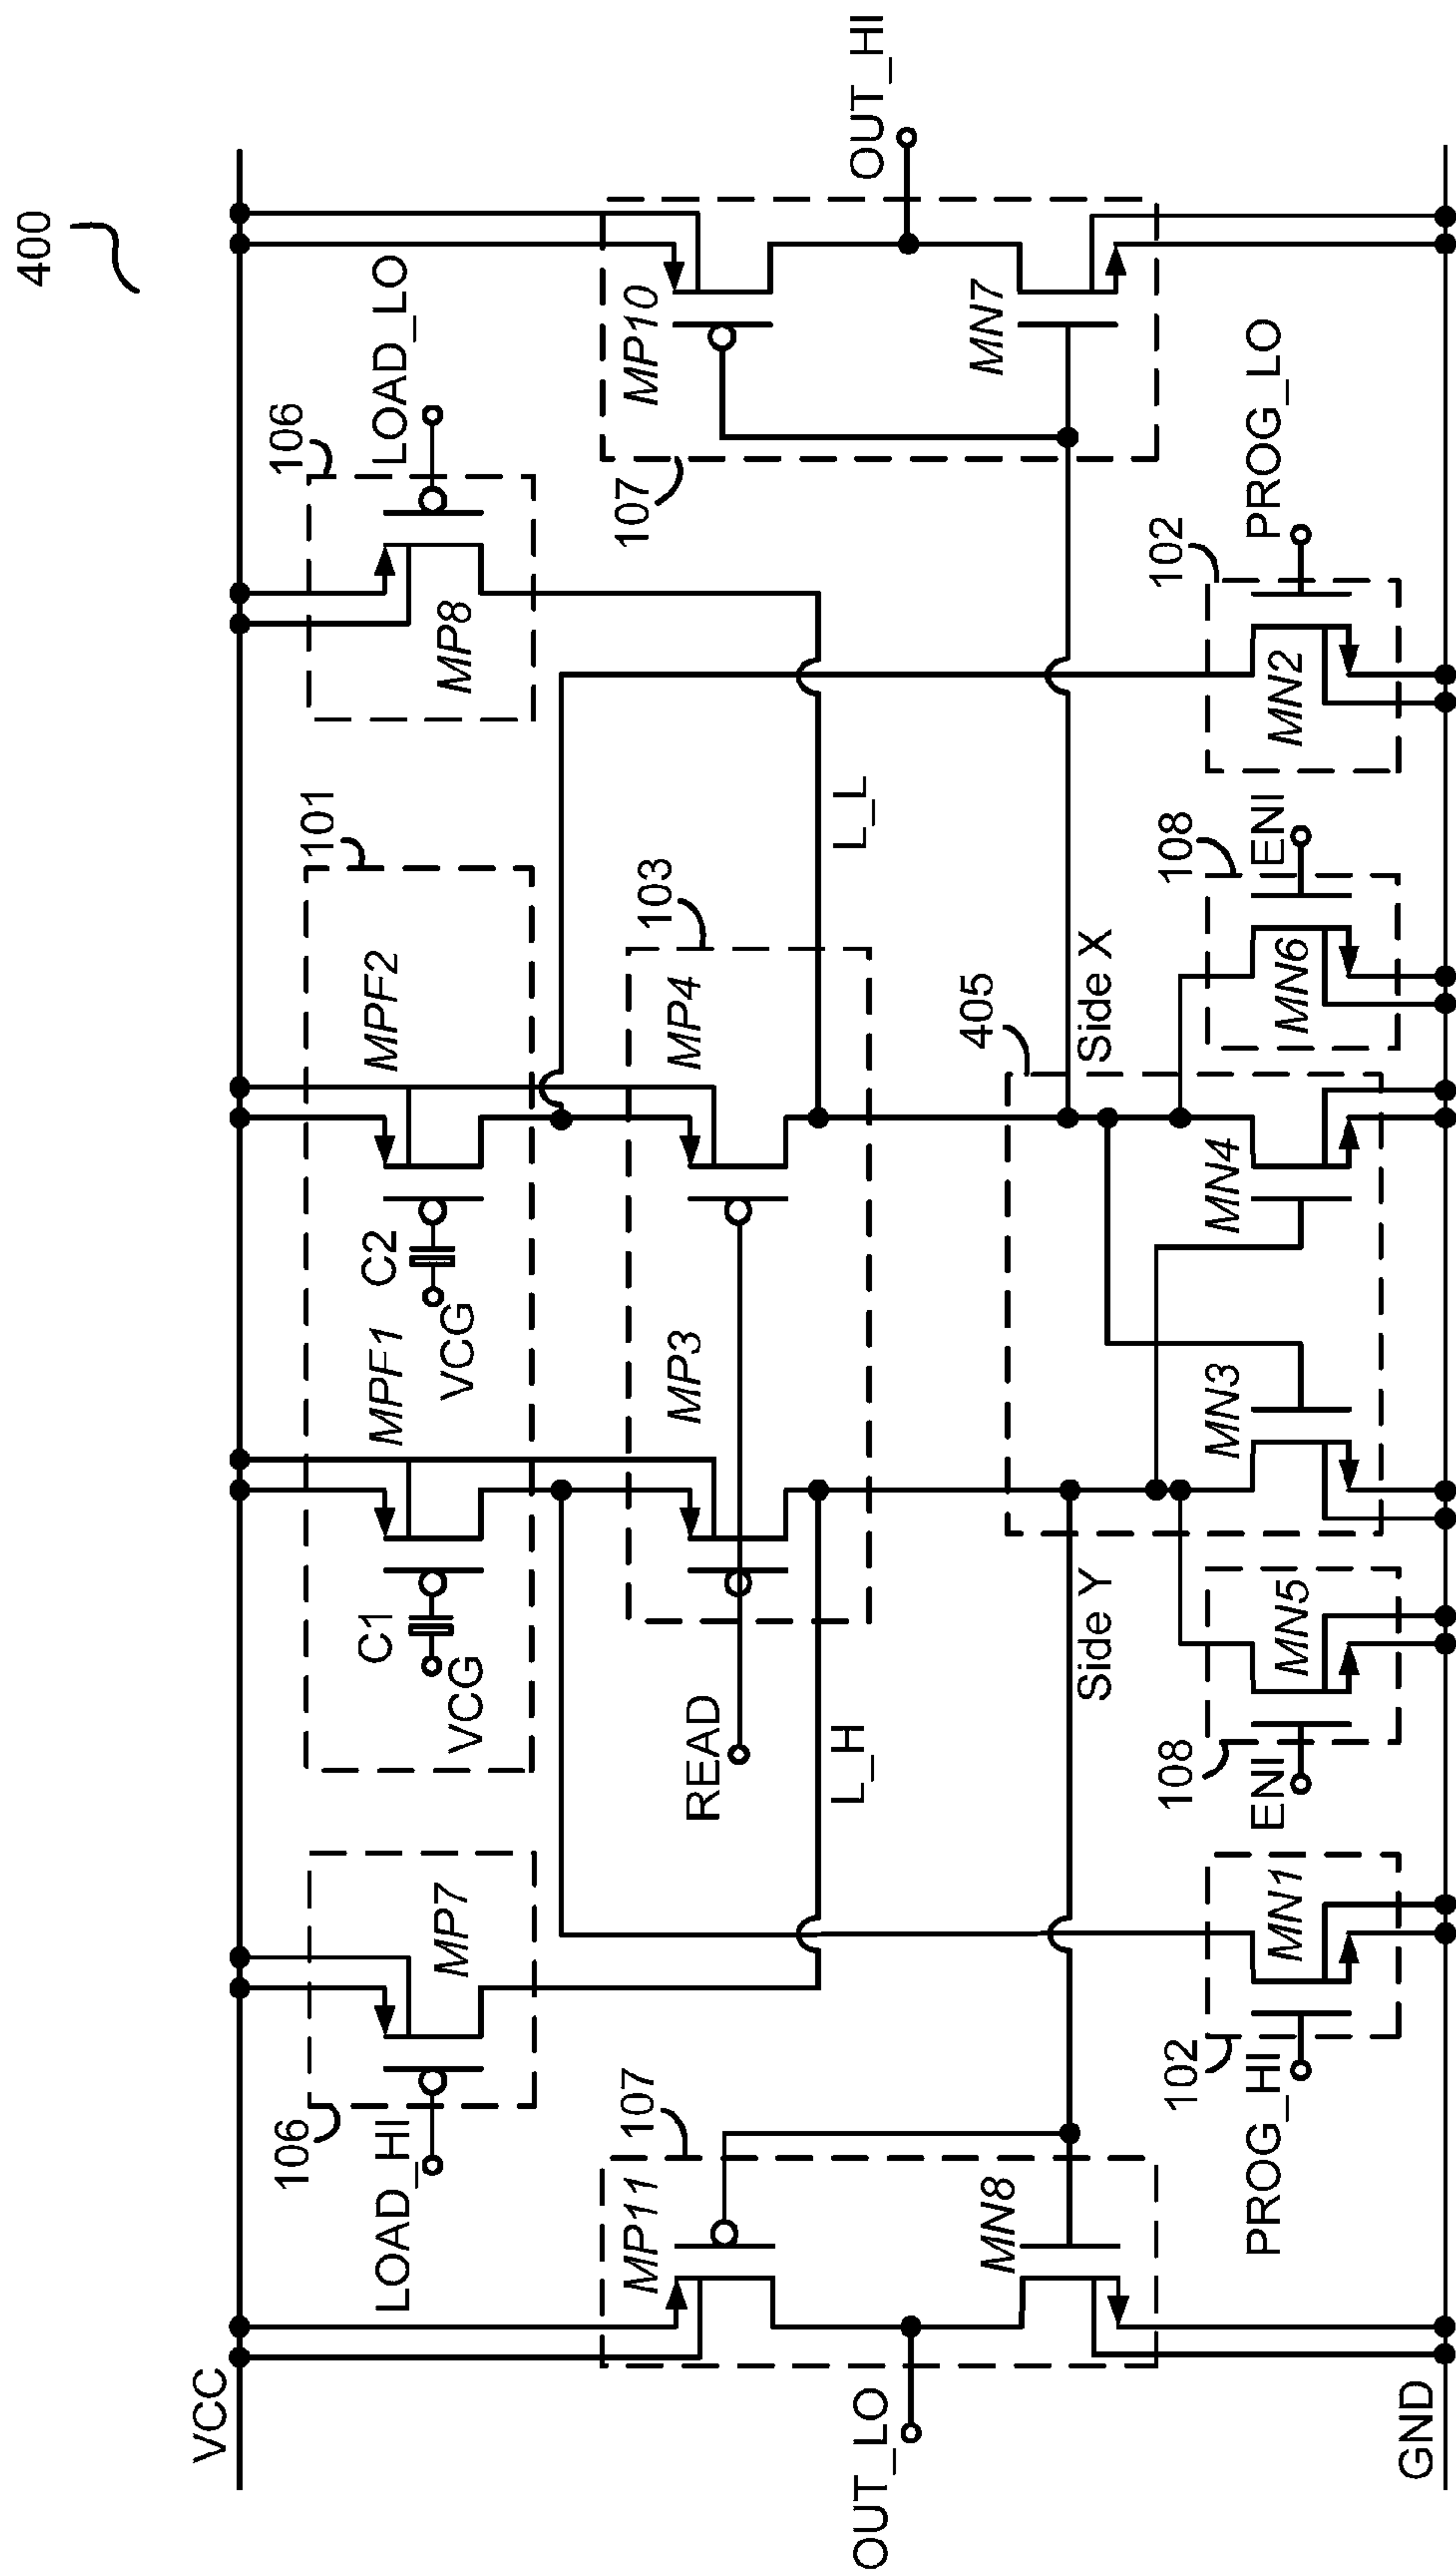 400
VCC
106
LOAD_HI
MP7
101
C1
VCG
MPF1
C2
VCG
MPF2
106
LOAD_LO
MP8
107
MP11
MN8
OUT_LO
READ
L_H
103
MP3
MP4
L_L
107
MP10
MN7
OUT_HI
Side Y
405
Side X
102
PROG_HI
MN1
108
ENI
MN5
MN3
MN4
108
ENI
MN6
102
PROG_LO
MN2
GND